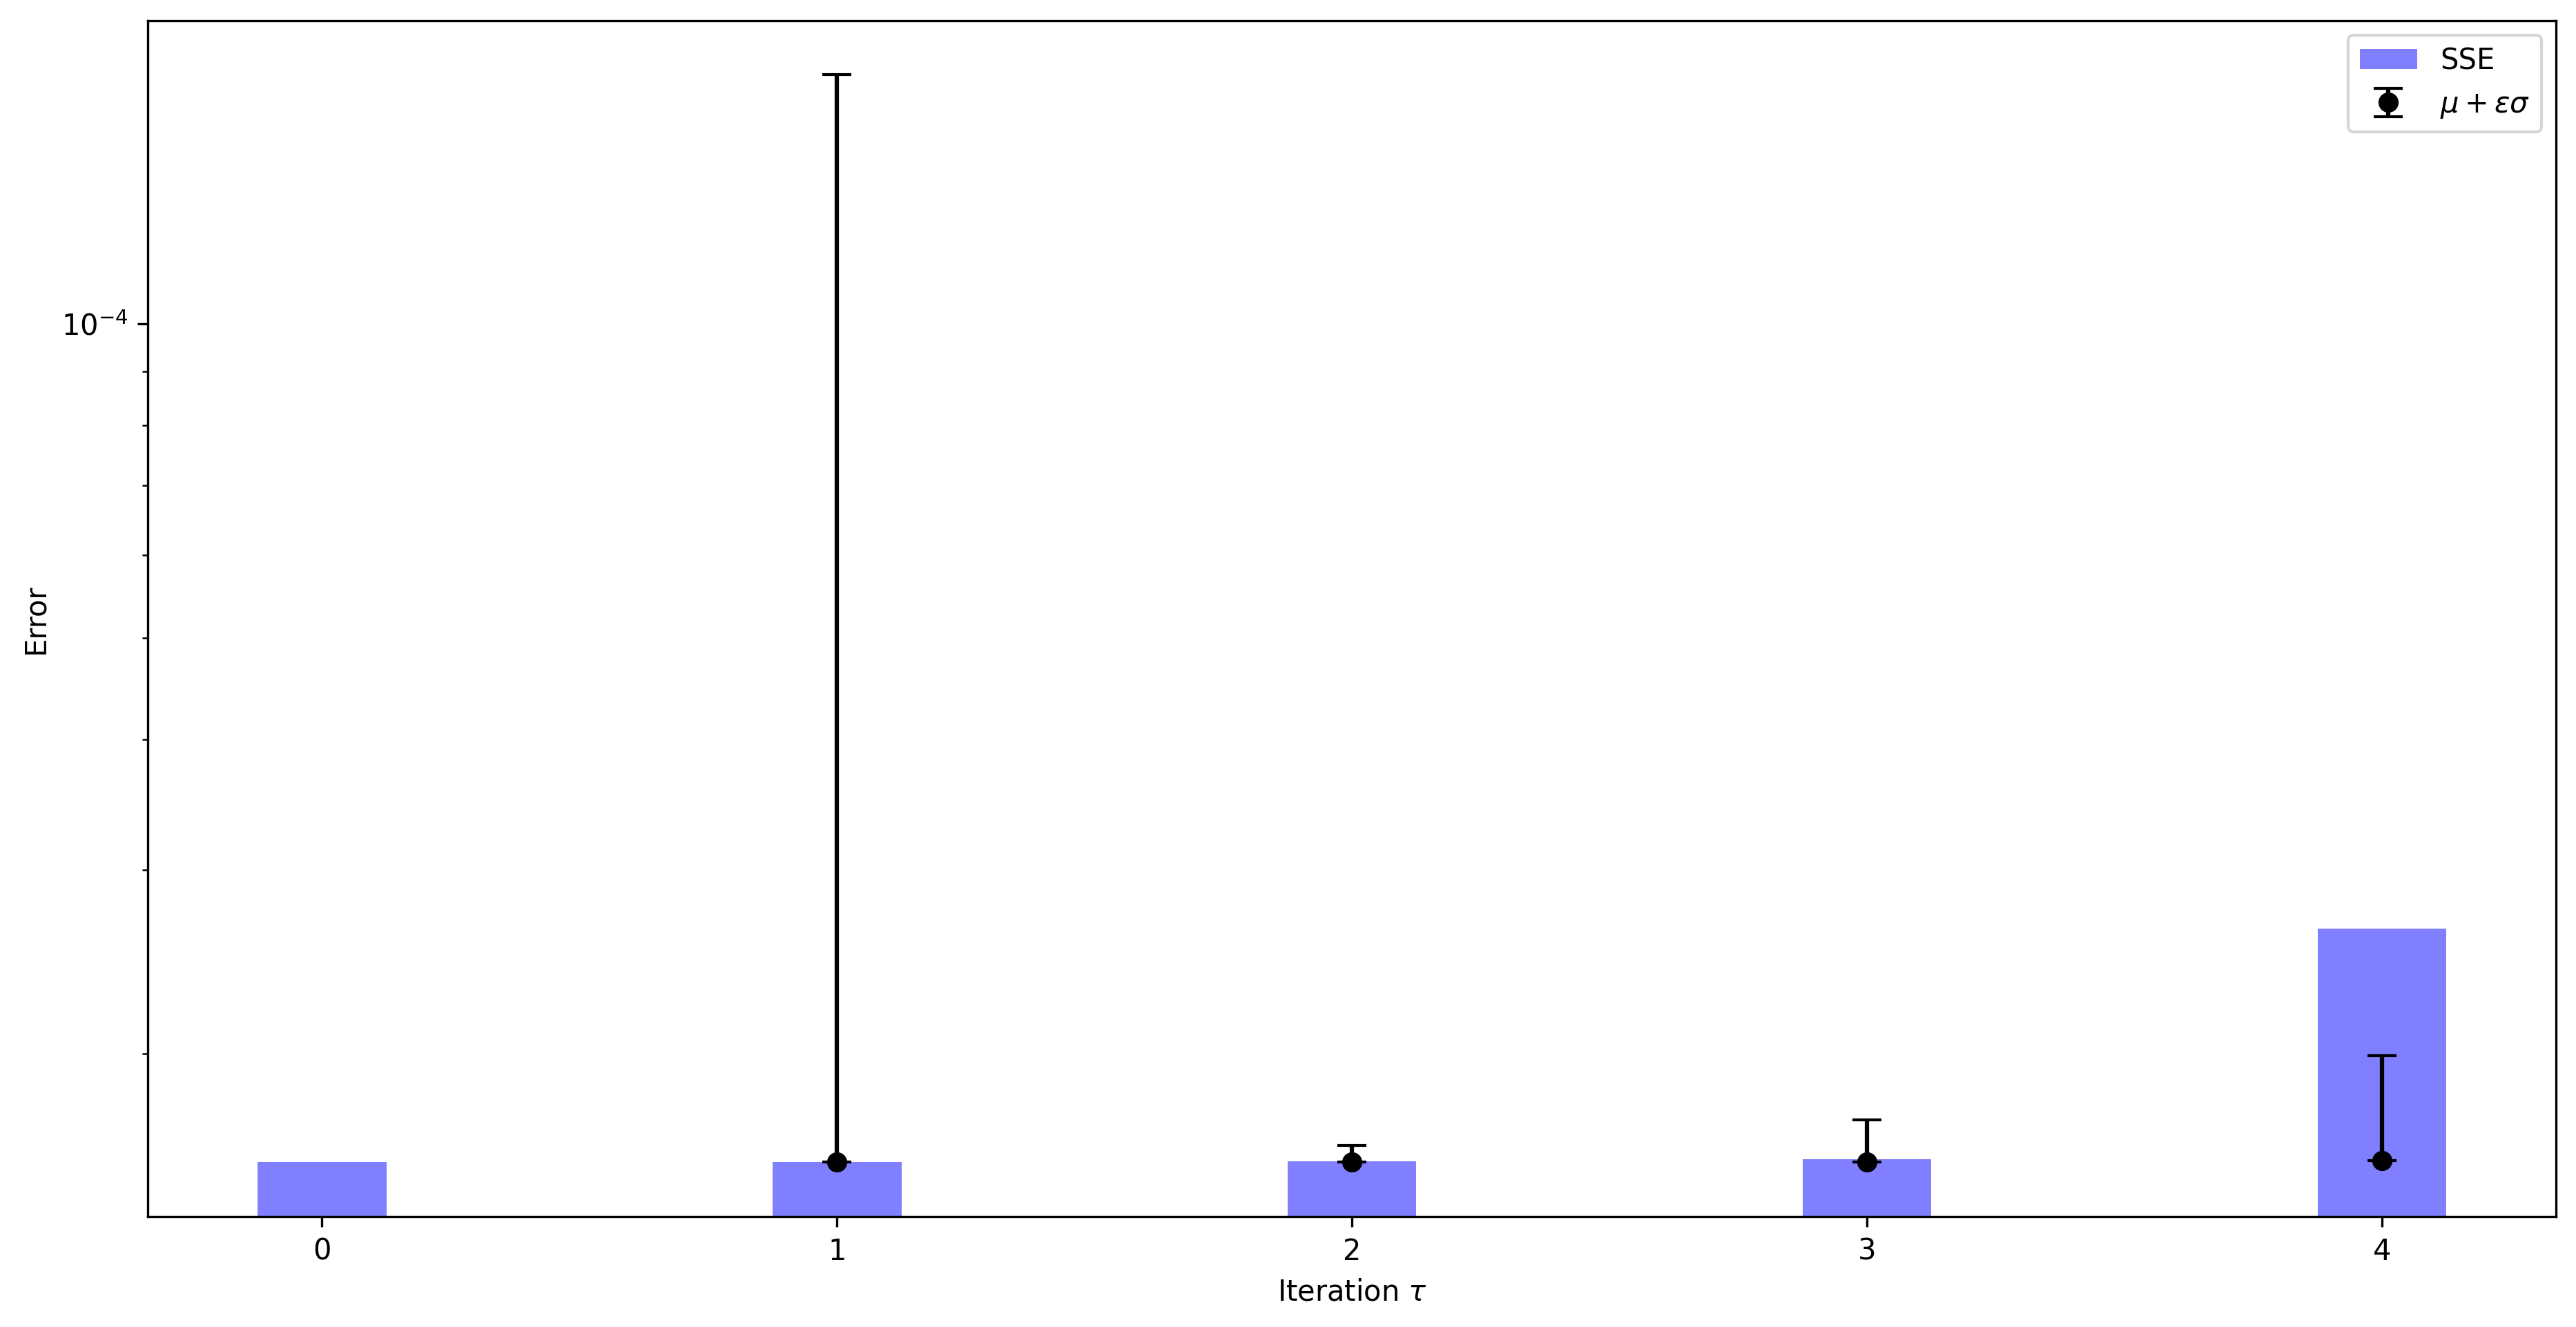 SSE
μ + εσ
10⁻⁴
Error
0 1 2 3 4
Iteration τ